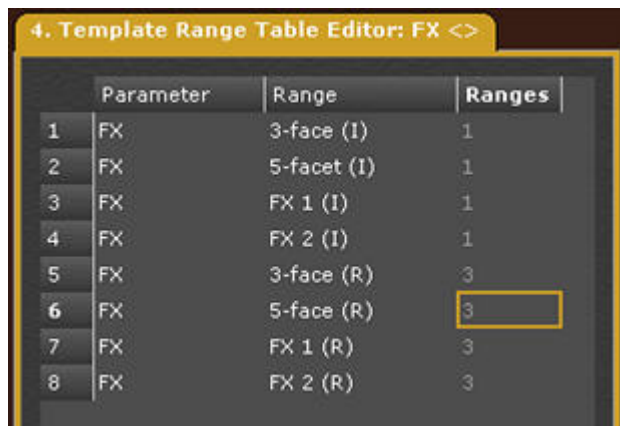 4. Template Range Table Editor: FX <>
Parameter Range Ranges
1 FX 3-face (I) 1
2 FX 5-facet (I) 1
3 FX FX 1 (I) 1
4 FX FX 2 (I) 1
5 FX 3-face (R) 3
6 FX 5-face (R) 3
7 FX FX 1 (R) 3
8 FX FX 2 (R) 3